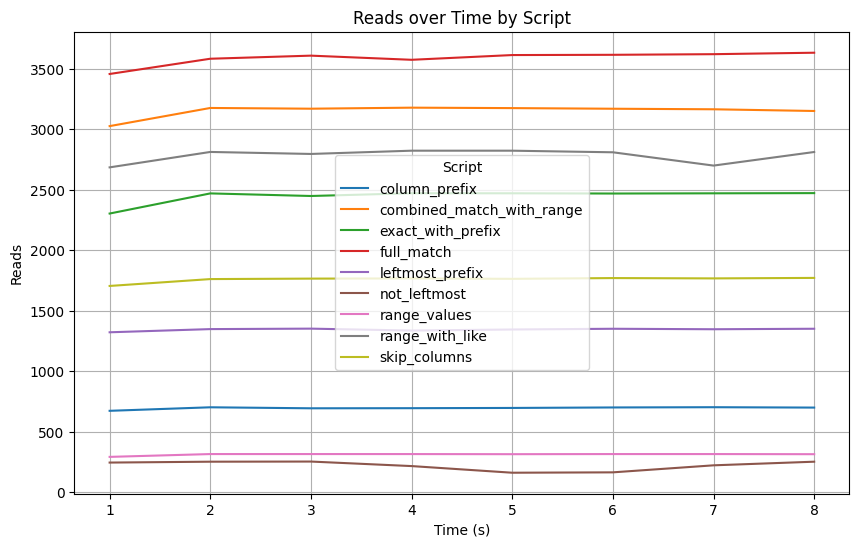 Reads over Time by Script
3500
3000
2500
2000
1500
1000
500
0
Reads
Script
column_prefix
combined_match_with_range
exact_with_prefix
full_match
leftmost_prefix
not_leftmost
range_values
range_with_like
skip_columns
1 2 3 4 5 6 7 8
Time (s)